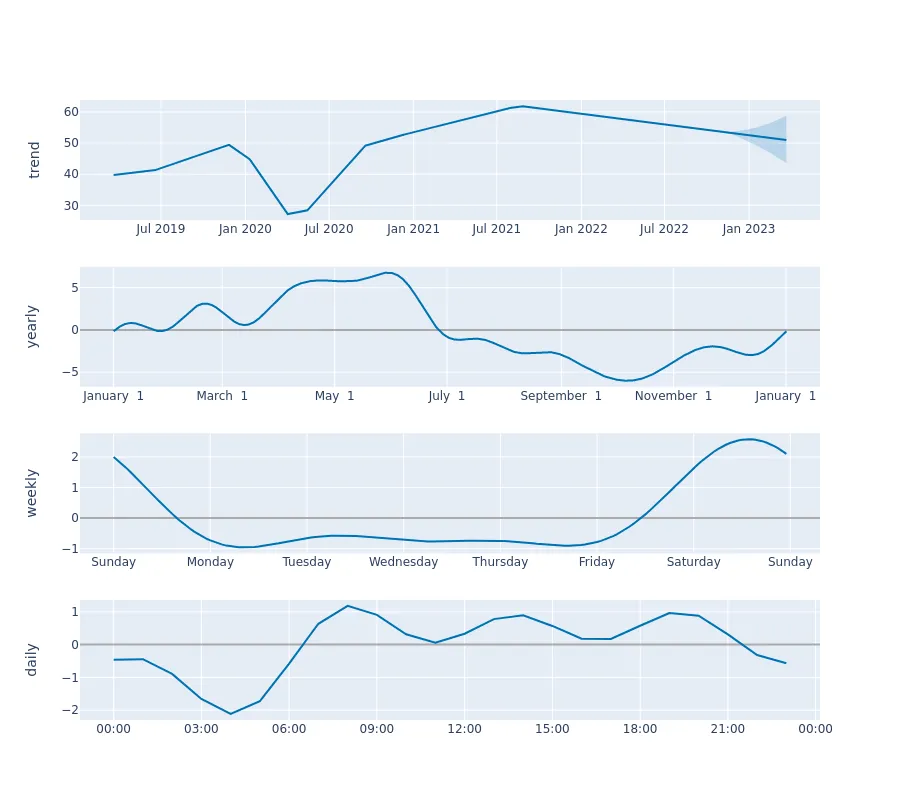 trend
60
50
40
30
Jul 2019 Jan 2020 Jul 2020 Jan 2021 Jul 2021 Jan 2022 Jul 2022 Jan 2023
yearly
5
0
−5
January 1 March 1 May 1 July 1 September 1 November 1 January 1
weekly
2
1
0
−1
Sunday Monday Tuesday Wednesday Thursday Friday Saturday Sunday
daily
1
0
−1
−2
00:00 03:00 06:00 09:00 12:00 15:00 18:00 21:00 00:00